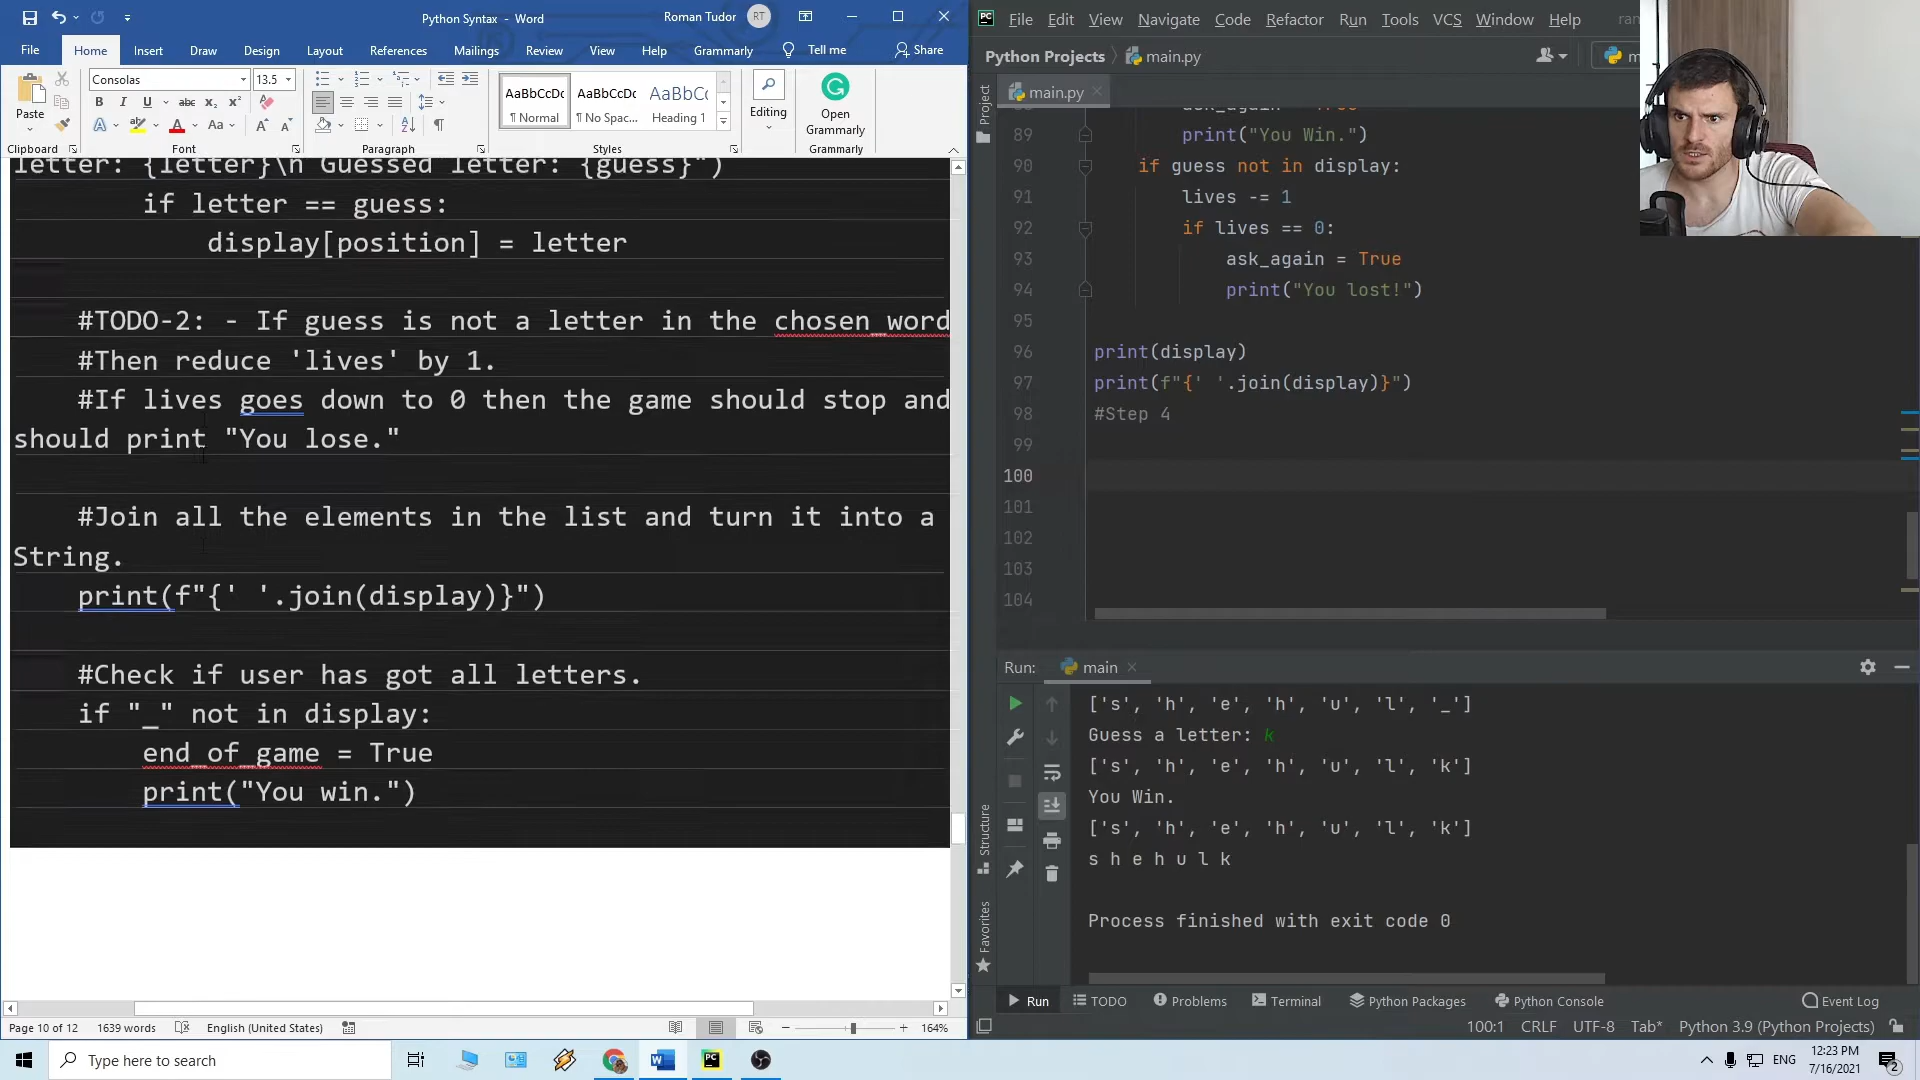 Python Syntax - Word
Roman Tudor RT
File Home Insert Draw Design Layout References Mailings Review View Help Grammarly Tell me Share
Consolas 13.5
Paste
AaBbCcDc AaBbCcDc AaBbCc
¶ Normal ¶ No Spac... Heading 1
Editing
Open
Grammarly
Clipboard Font Paragraph Styles Grammarly
letter: {letter}\n Guessed letter: {guess}")
if letter == guess:
display[position] = letter
#TODO-2: - If guess is not a letter in the chosen_word
#Then reduce 'lives' by 1.
#If lives goes down to 0 then the game should stop and
should print "You lose."
#Join all the elements in the list and turn it into a
String.
print(f"{' '.join(display)}")
#Check if user has got all letters.
if "_" not in display:
end_of_game = True
print("You win.")
Page 10 of 12 1639 words English (United States) 164%
PC File Edit View Navigate Code Refactor Run Tools VCS Window Help
Python Projects main.py
main.py
Project
89 print("You Win.")
90 if guess not in display:
91 lives -= 1
92 if lives == 0:
93 ask_again = True
94 print("You lost!")
95
96 print(display)
97 print(f"{' '.join(display)}")
98 #Step 4
99
100
101
102
103
104
Run: main
['s', 'h', 'e', 'h', 'u', 'l', '_']
Guess a letter: k
['s', 'h', 'e', 'h', 'u', 'l', 'k']
You Win.
['s', 'h', 'e', 'h', 'u', 'l', 'k']
s h e h u l k
Process finished with exit code 0
Structure
Favorites
Run TODO Problems Terminal Python Packages Python Console Event Log
100:1 CRLF UTF-8 Tab* Python 3.9 (Python Projects)
Type here to search
ENG
12:23 PM
7/16/2021
2